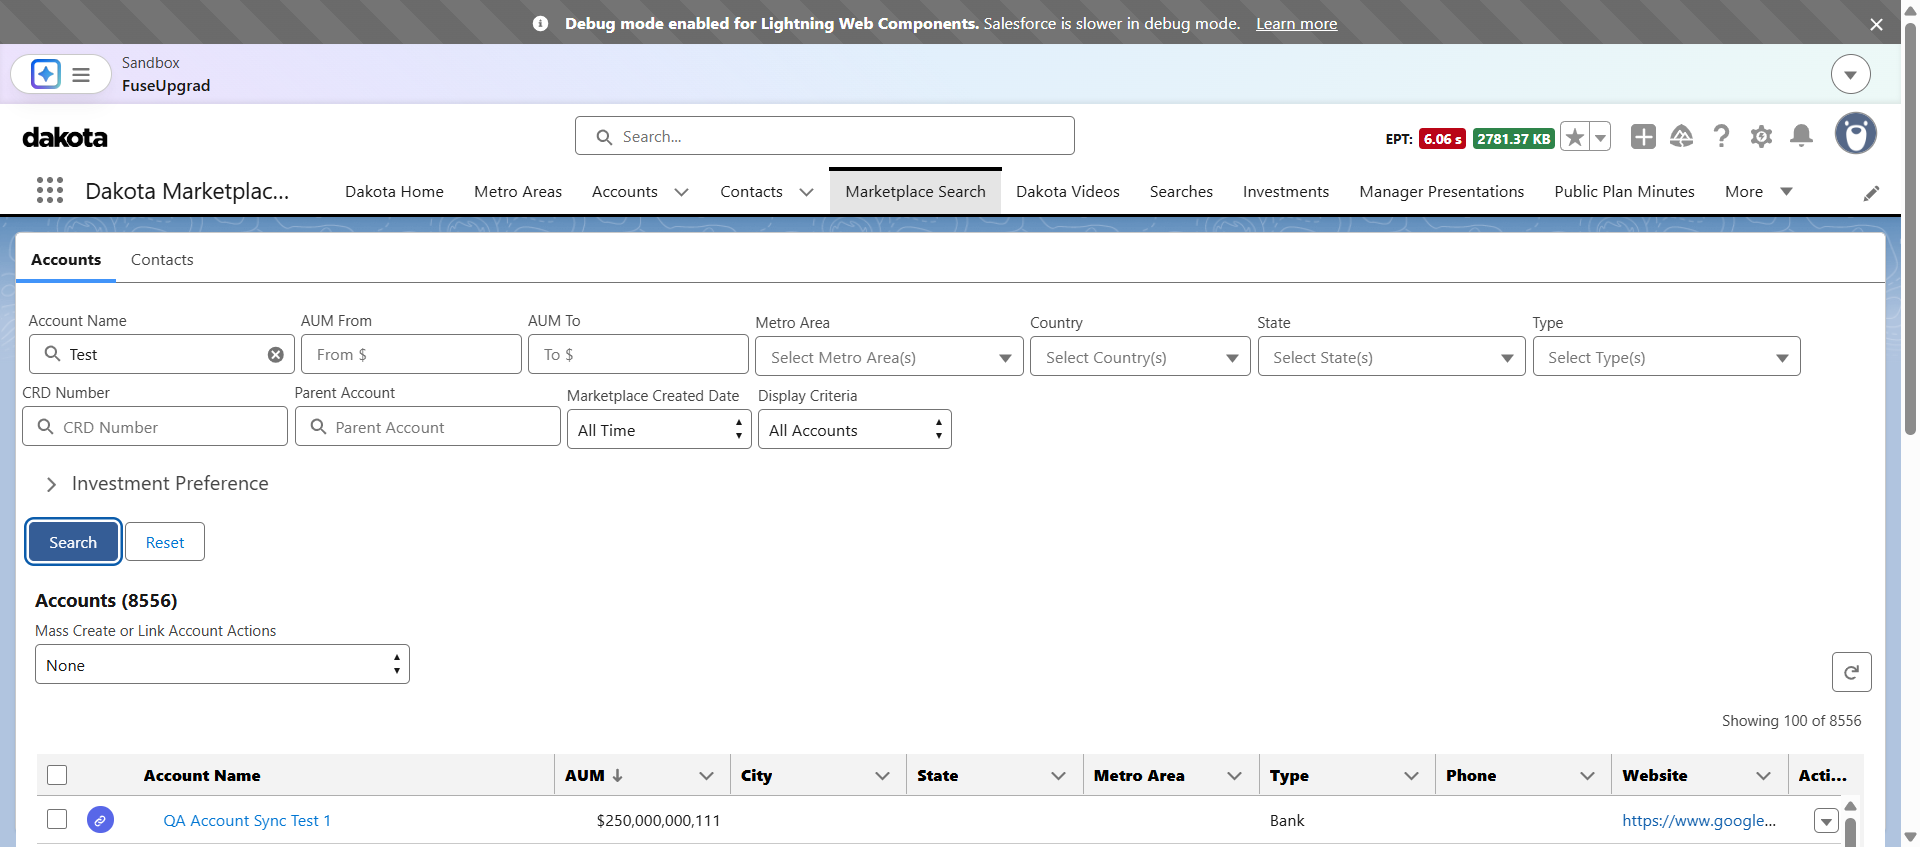 Debug mode enabled for Lightning Web Components. Salesforce is slower in debug mode. Learn more
Sandbox
FuseUpgrad
dakota
Search...
EPT: 6.06 s 2781.37 KB
Dakota Marketplac...
Dakota Home
Metro Areas
Accounts
Contacts
Marketplace Search
Dakota Videos
Searches
Investments
Manager Presentations
Public Plan Minutes
More
Accounts
Contacts
Account Name
AUM From
AUM To
Metro Area
Country
State
Type
Test
From $
To $
Select Metro Area(s)
Select Country(s)
Select State(s)
Select Type(s)
CRD Number
Parent Account
Marketplace Created Date
Display Criteria
CRD Number
Parent Account
All Time
All Accounts
Investment Preference
Search
Reset
Accounts (8556)
Mass Create or Link Account Actions
None
Showing 100 of 8556
Account Name
AUM
City
State
Metro Area
Type
Phone
Website
Acti...
QA Account Sync Test 1
$250,000,000,111
Bank
https://www.google...